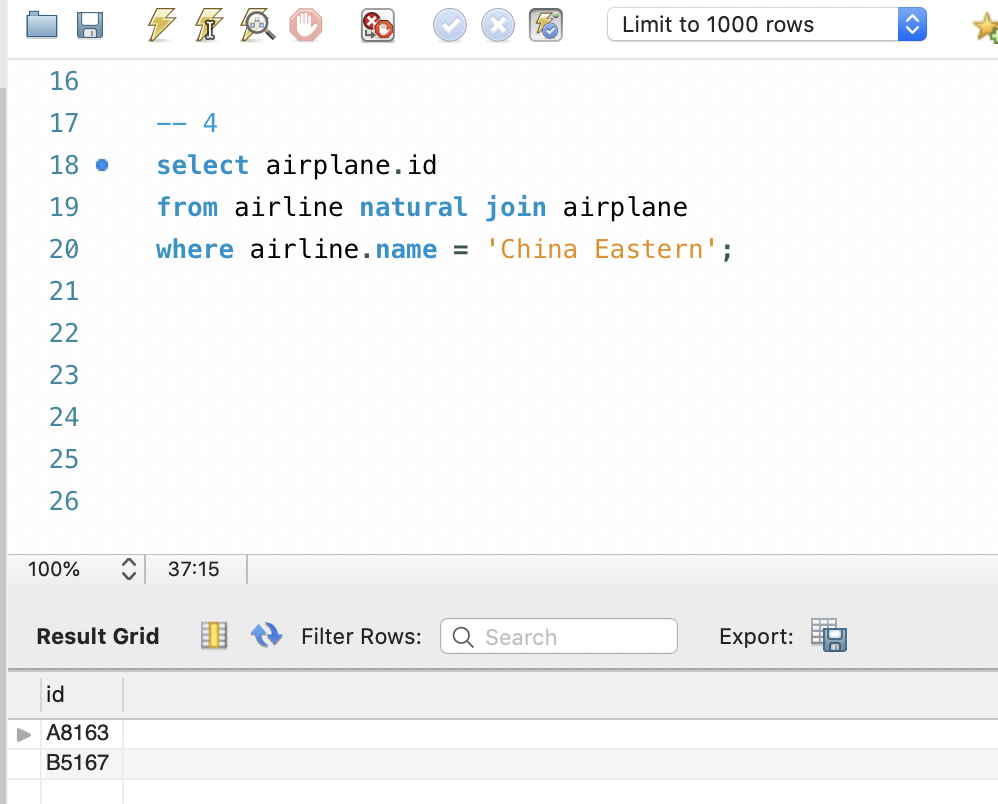 Limit to 1000 rows
16
17 -- 4
18 select airplane.id
19 from airline natural join airplane
20 where airline.name = 'China Eastern';
21
22
23
24
25
26
100% 37:15
Result Grid Filter Rows: Search Export:
id
A8163
B5167